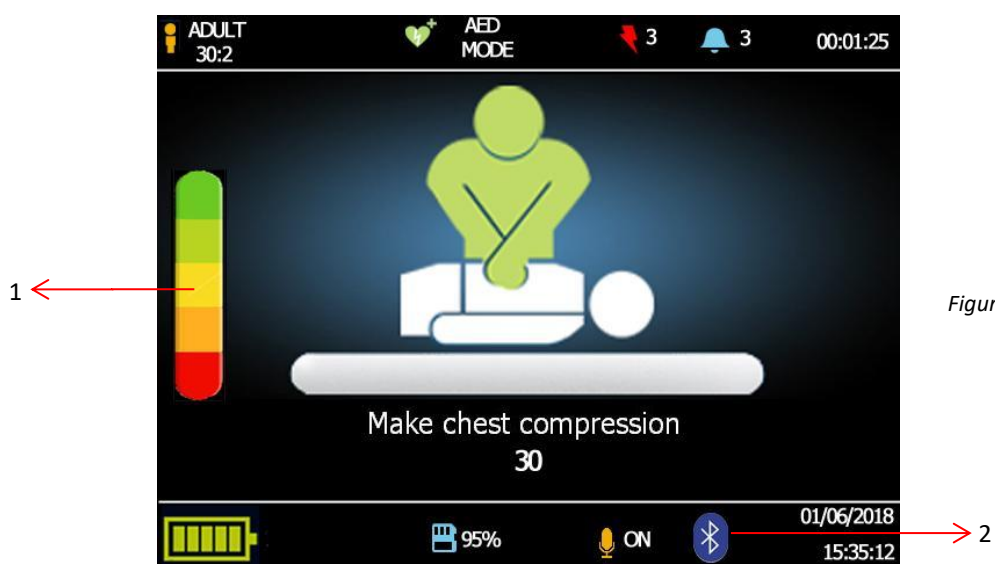 ADULT
30:2
AED
MODE
3
3
00:01:25
1
Figur
Make chest compression
30
95%
ON
01/06/2018
15:35:12
2